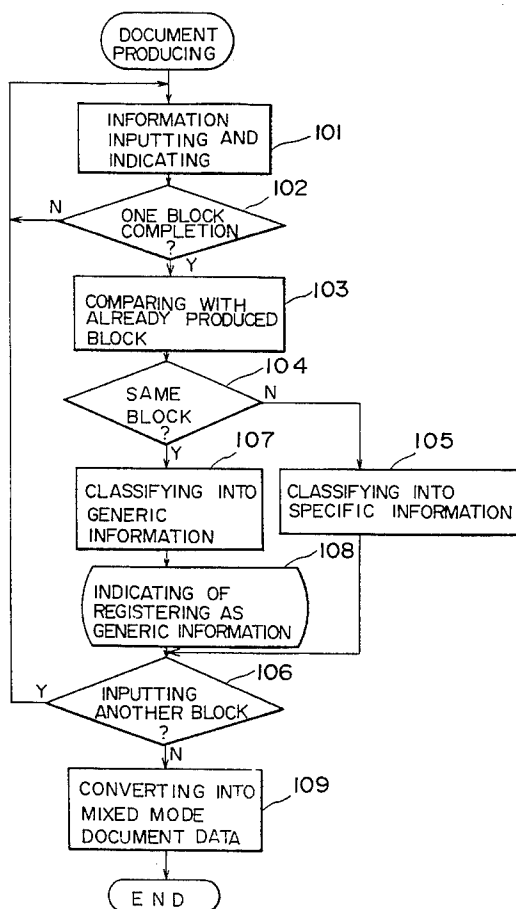 DOCUMENT
PRODUCING
INFORMATION
INPUTTING AND
INDICATING
101
102
N
ONE BLOCK
COMPLETION
?
Y
103
COMPARING WITH
ALREADY PRODUCED
BLOCK
104
SAME
BLOCK
?
N
Y
107
105
CLASSIFYING INTO
GENERIC
INFORMATION
CLASSIFYING INTO
SPECIFIC INFORMATION
108
INDICATING OF
REGISTERING AS
GENERIC INFORMATION
106
Y
INPUTTING
ANOTHER BLOCK
?
N
109
CONVERTING INTO
MIXED MODE
DOCUMENT DATA
END